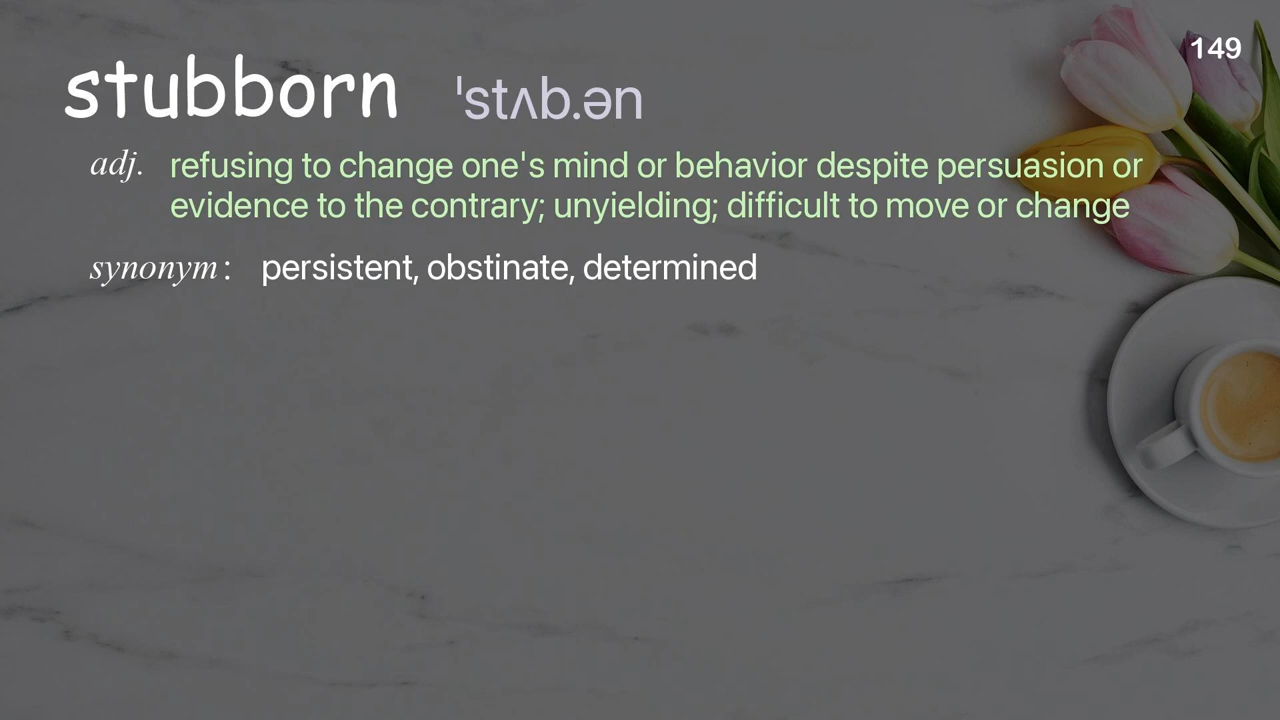 149
stubborn ˈstʌb.ən
adj. refusing to change one's mind or behavior despite persuasion or
evidence to the contrary; unyielding; difficult to move or change
synonym : persistent, obstinate, determined